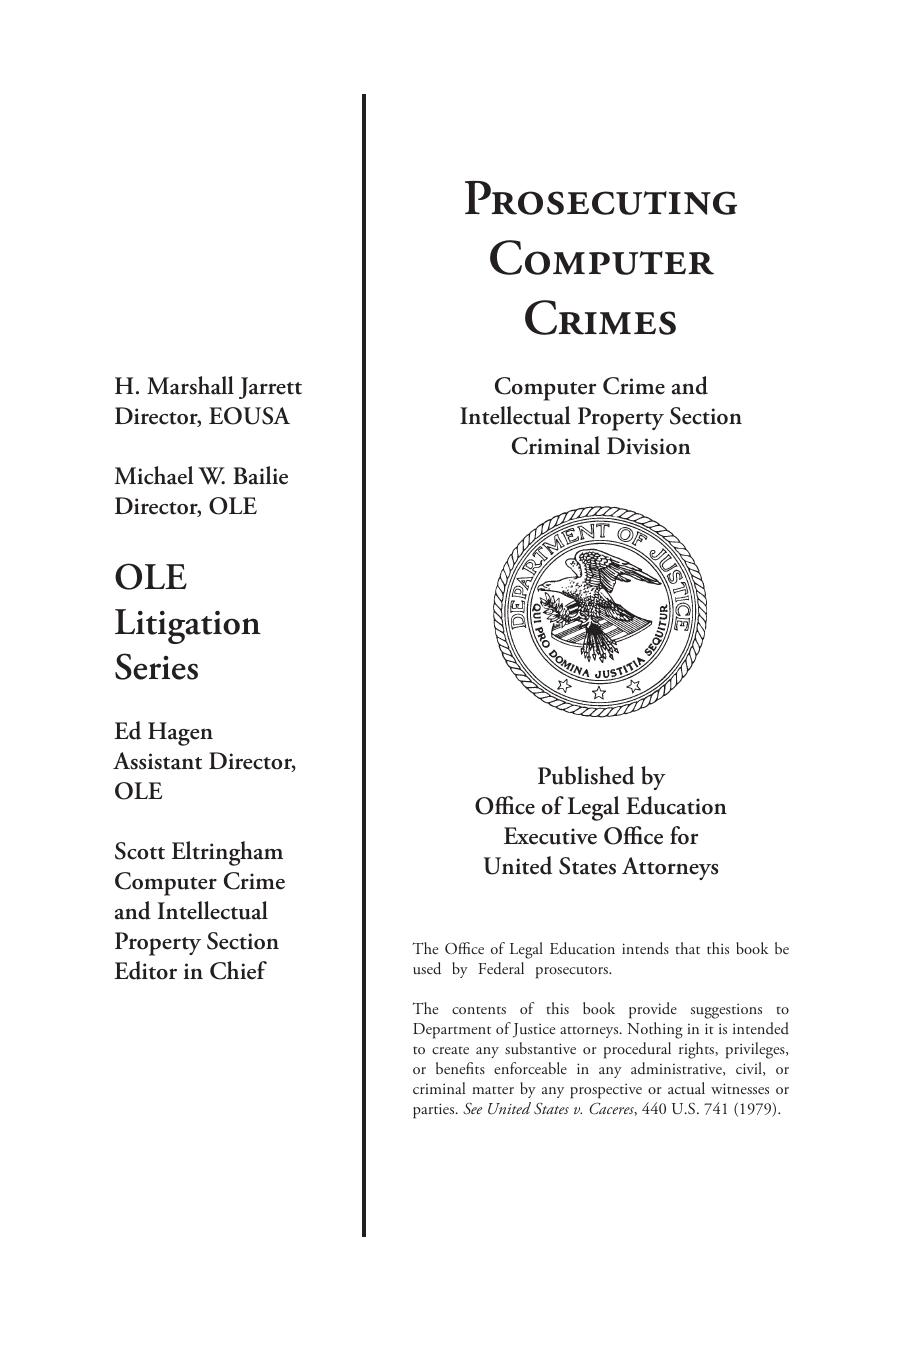 H. Marshall Jarrett
Director, EOUSA
Michael W. Bailie
Director, OLE
OLE
Litigation
Series
Ed Hagen
Assistant Director,
OLE
Scott Eltringham
Computer Crime
and Intellectual
Property Section
Editor in Chief
Prosecuting
Computer
Crimes
Computer Crime and
Intellectual Property Section
Criminal Division
DEPARTMENT OF JUSTICE
QUI PRO DOMINA JUSTITIA SEQUITUR
Published by
Office of Legal Education
Executive Office for
United States Attorneys
The Office of Legal Education intends that this book be
used by Federal prosecutors.
The contents of this book provide suggestions to
Department of Justice attorneys. Nothing in it is intended
to create any substantive or procedural rights, privileges,
or benefits enforceable in any administrative, civil, or
criminal matter by any prospective or actual witnesses or
parties. See United States v. Caceres, 440 U.S. 741 (1979).